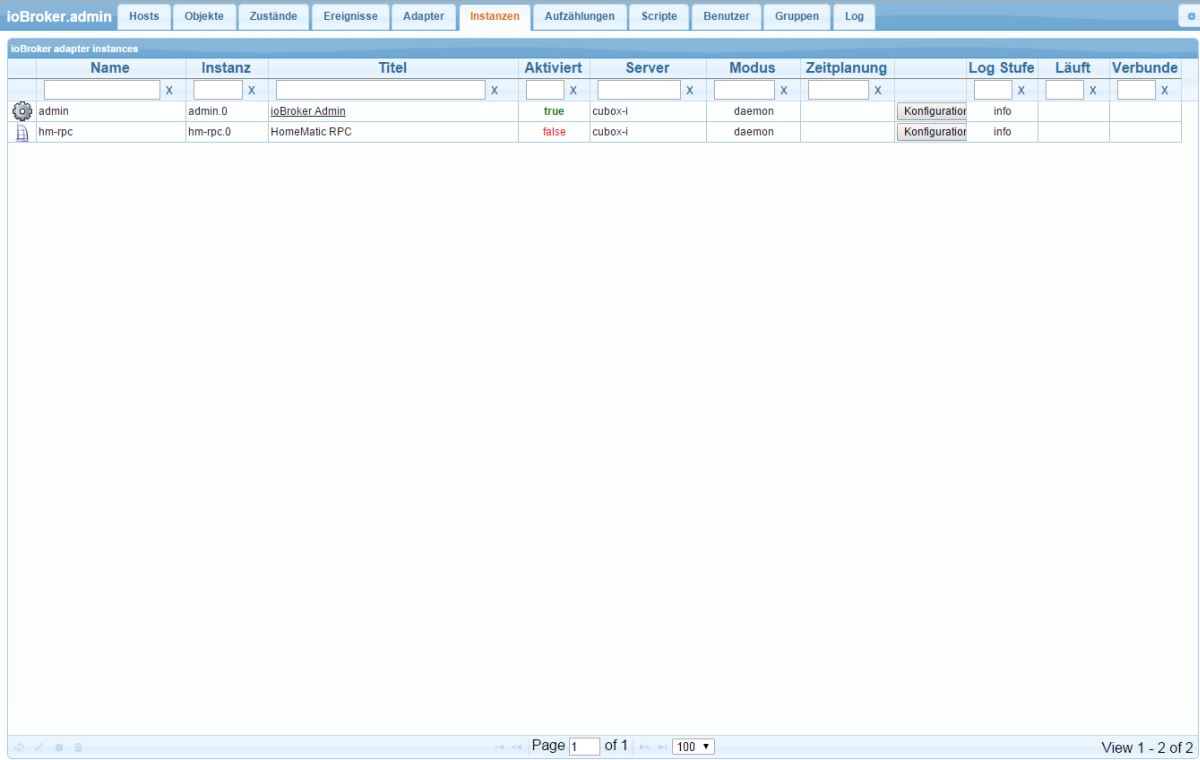 ioBroker.admin Hosts Objekte Zustände Ereignisse Adapter Instanzen Aufzählungen Scripte Benutzer Gruppen Log
ioBroker adapter instances
Name Instanz Titel Aktiviert Server Modus Zeitplanung Log Stufe Läuft Verbunde
X X X X X X X X X X
admin admin.0 ioBroker Admin true cubox-i daemon Konfiguration info
hm-rpc hm-rpc.0 HomeMatic RPC false cubox-i daemon Konfiguration info
Page 1 of 1 100 View 1 - 2 of 2